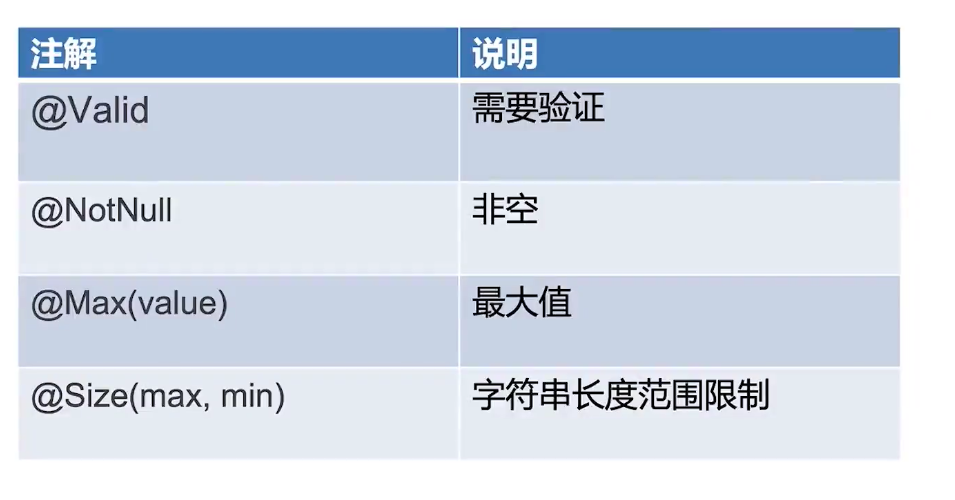 注解 说明
@Valid 需要验证
@NotNull 非空
@Max(value) 最大值
@Size(max, min) 字符串长度范围限制